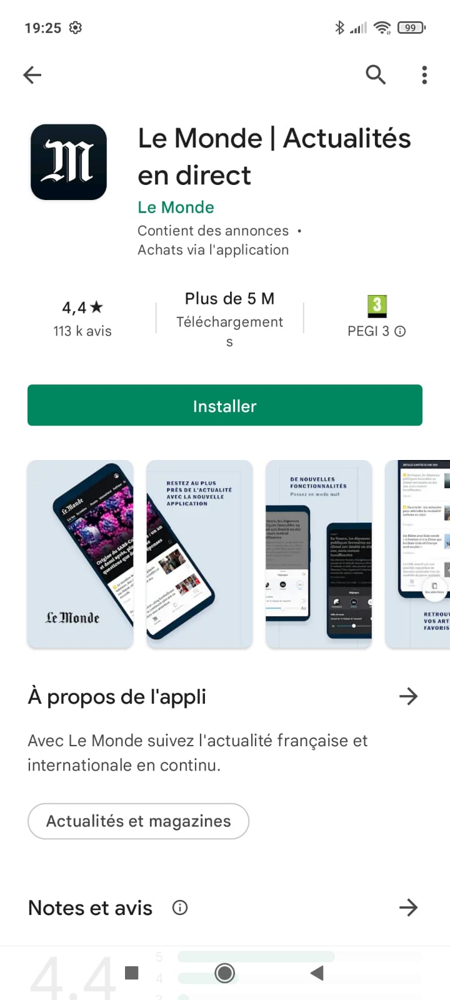 19:25
99
Le Monde | Actualités
en direct
Le Monde
Contient des annonces •
Achats via l'application
4,4★
113 k avis
Plus de 5 M
Téléchargement
s
3
PEGI 3
Installer
Le Monde
Le Monde
RESTEZ AU PLUS
PRÈS DE L'ACTUALITÉ
AVEC LA NOUVELLE
APPLICATION
DE NOUVELLES
FONCTIONNALITÉS
Passez en mode nuit
RETROUV
VOS ART
FAVORIS
À propos de l'appli
Avec Le Monde suivez l'actualité française et
internationale en continu.
Actualités et magazines
Notes et avis
4,4
5
4